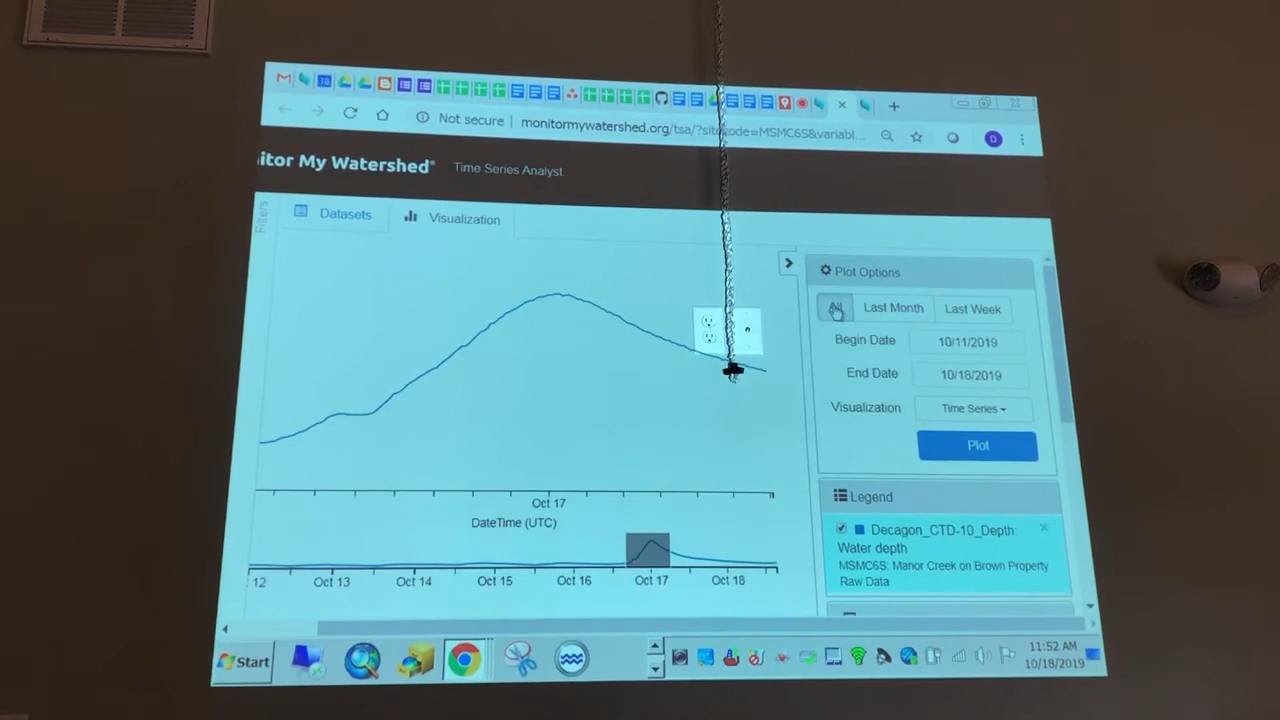 18
D
Not secure | monitormywatershed.org/tsa/?sitecode=MSMC6S&variabl...
itor My Watershed®
Time Series Analyst
Filters
Datasets
Visualization
Plot Options
All
Last Month
Last Week
Begin Date
10/11/2019
End Date
10/18/2019
Visualization
Time Series
Plot
Legend
Decagon_CTD-10_Depth:
Water depth
MSMC6S: Manor Creek on Brown Property
Raw Data
Oct 17
DateTime (UTC)
12
Oct 13
Oct 14
Oct 15
Oct 16
Oct 17
Oct 18
Start
11:52 AM
10/18/2019